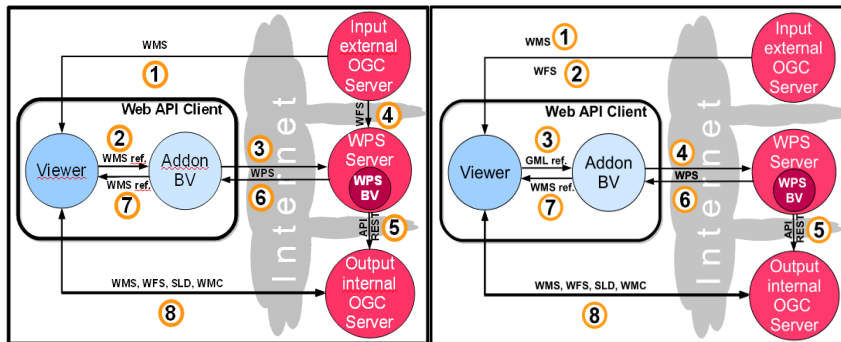 WMS
1
Input
external
OGC
Server
4
WFS
Web API Client
2
WMS ref.
3
Viewer
Addon
BV
WMS ref.
7
WPS
6
WPS
Server
WPS
BV
Internet
API
REST
5
WMS, WFS, SLD, WMC
8
Output
internal
OGC
Server
WMS
1
WFS
2
Input
external
OGC
Server
Web API Client
3
GML ref.
4
Viewer
Addon
BV
WMS ref.
7
WPS
6
WPS
Server
WPS
BV
Internet
API
REST
5
WMS, WFS, SLD, WMC
8
Output
internal
OGC
Server